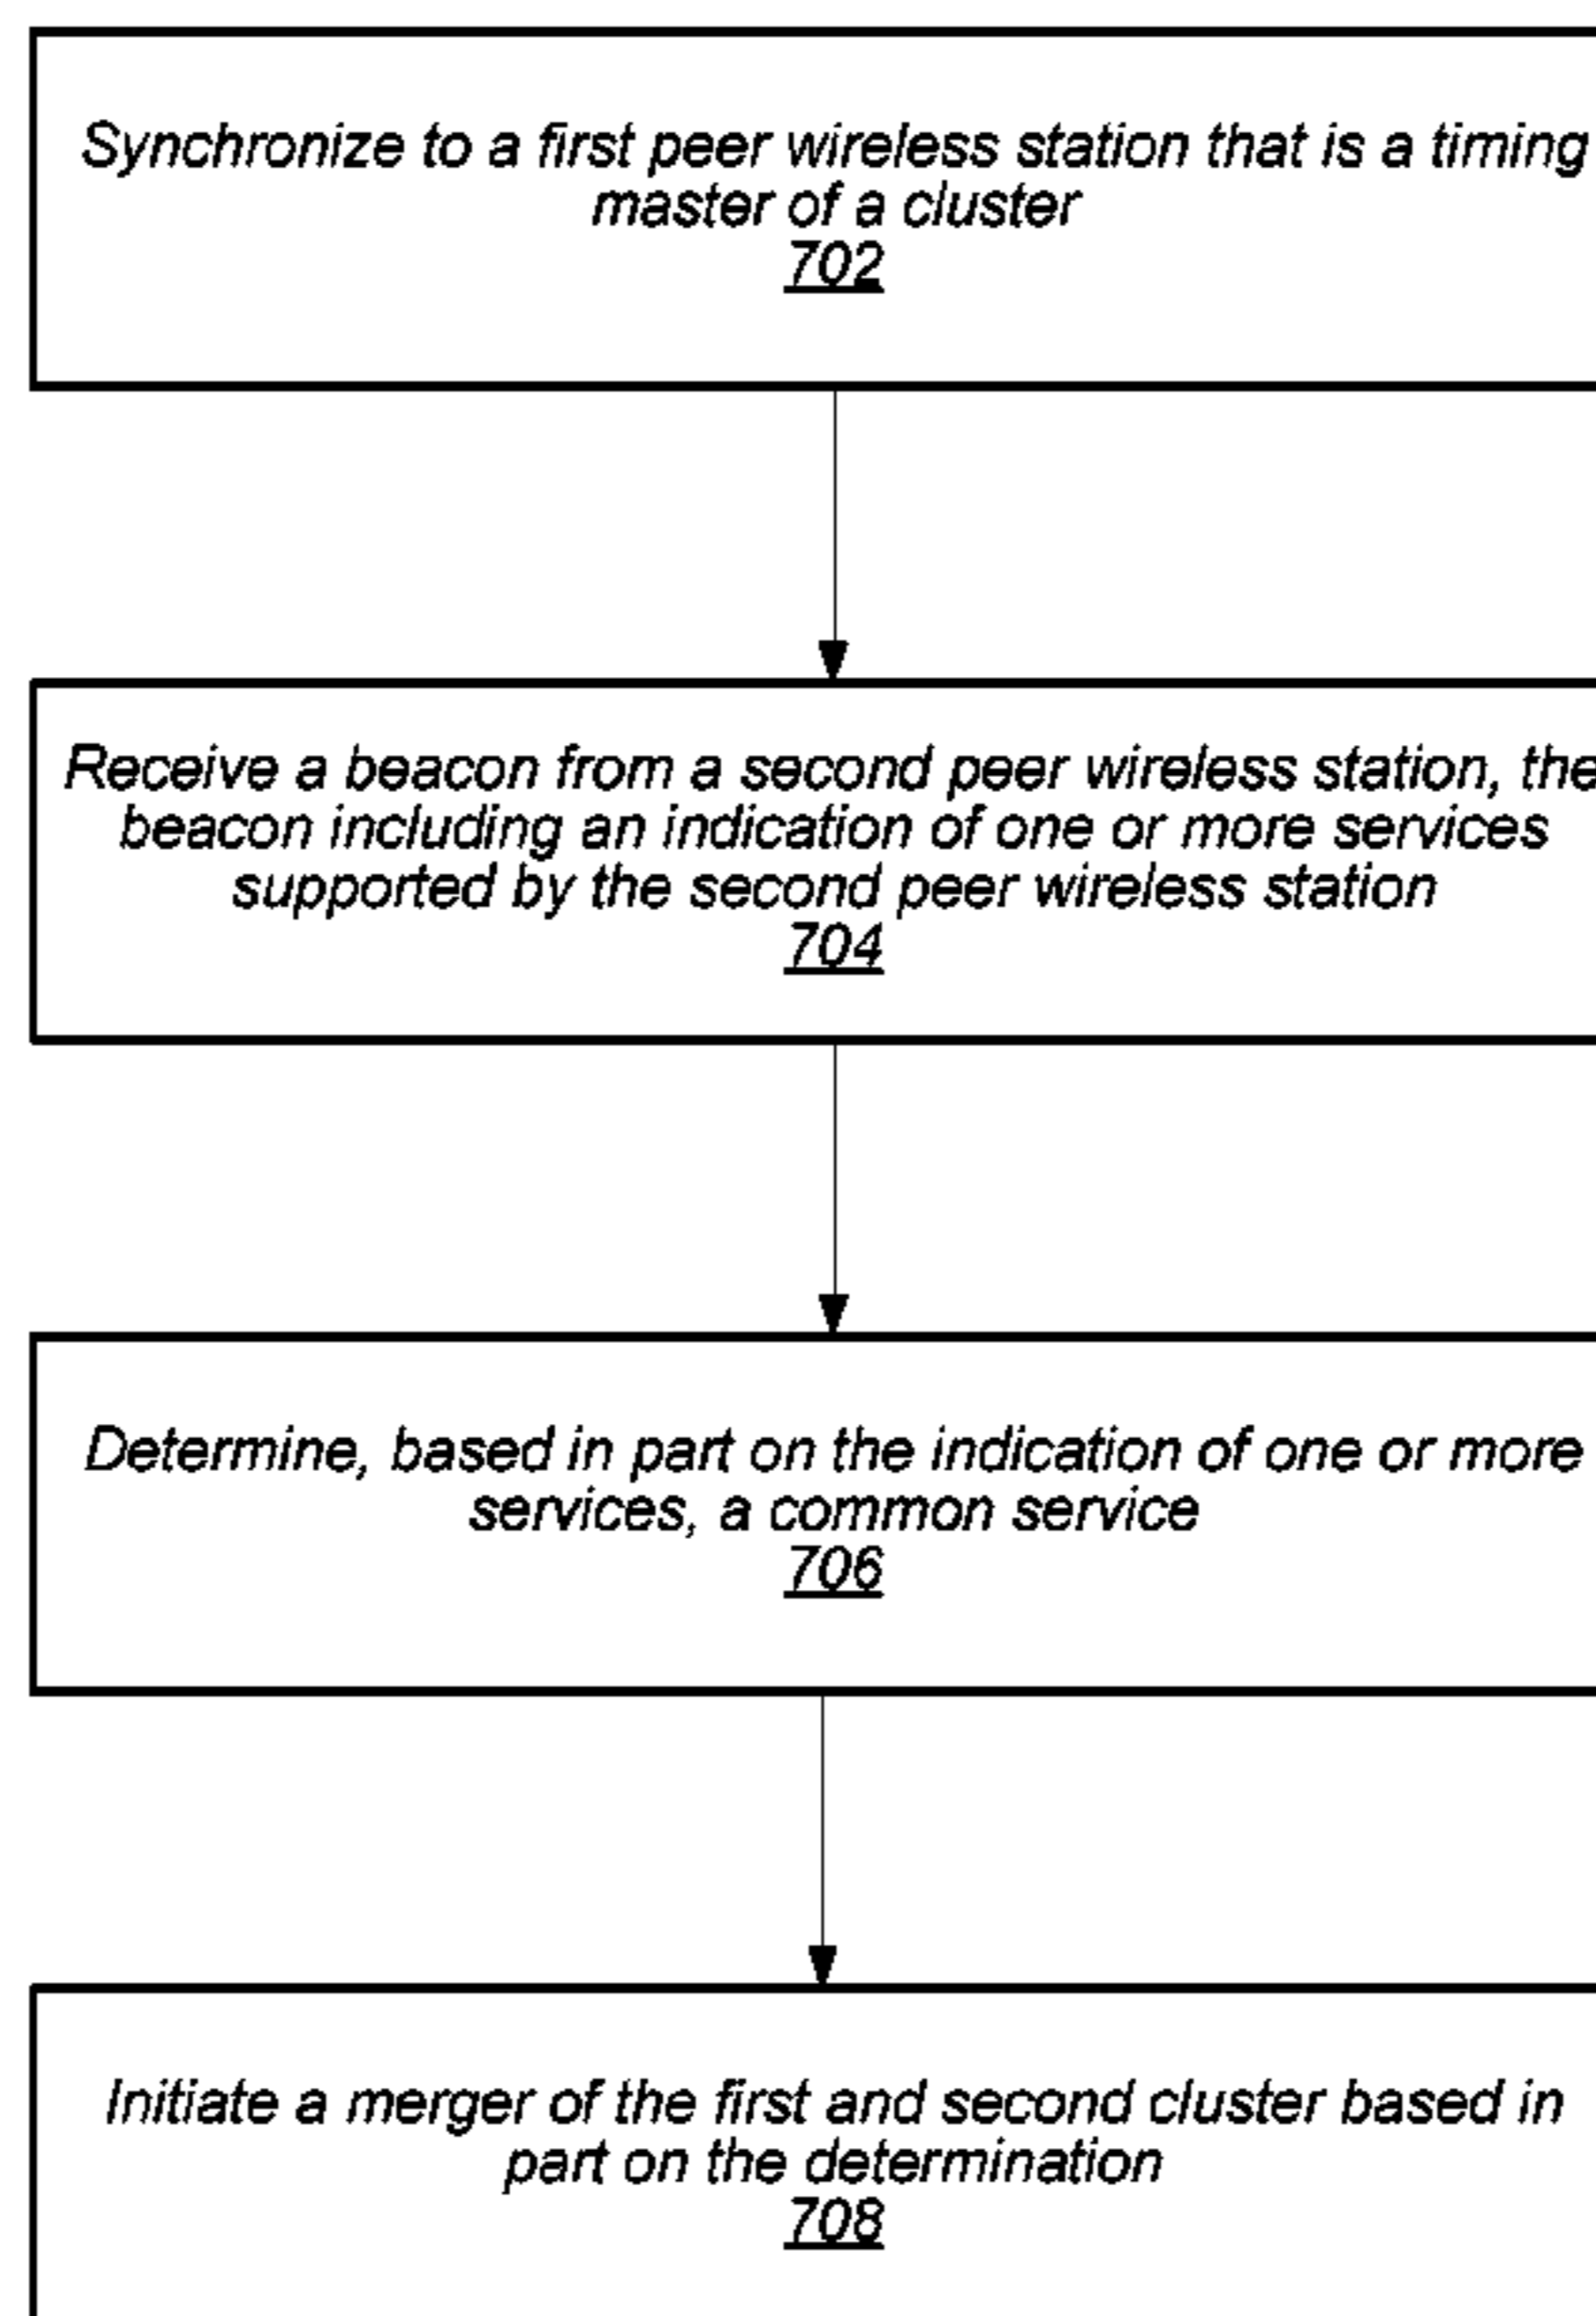 Synchronize to a first peer wireless station that is a timing
master of a cluster
702
Receive a beacon from a second peer wireless station, the
beacon including an indication of one or more services
supported by the second peer wireless station
704
Determine, based in part on the indication of one or more
services, a common service
706
Initiate a merger of the first and second cluster based in
part on the determination
708